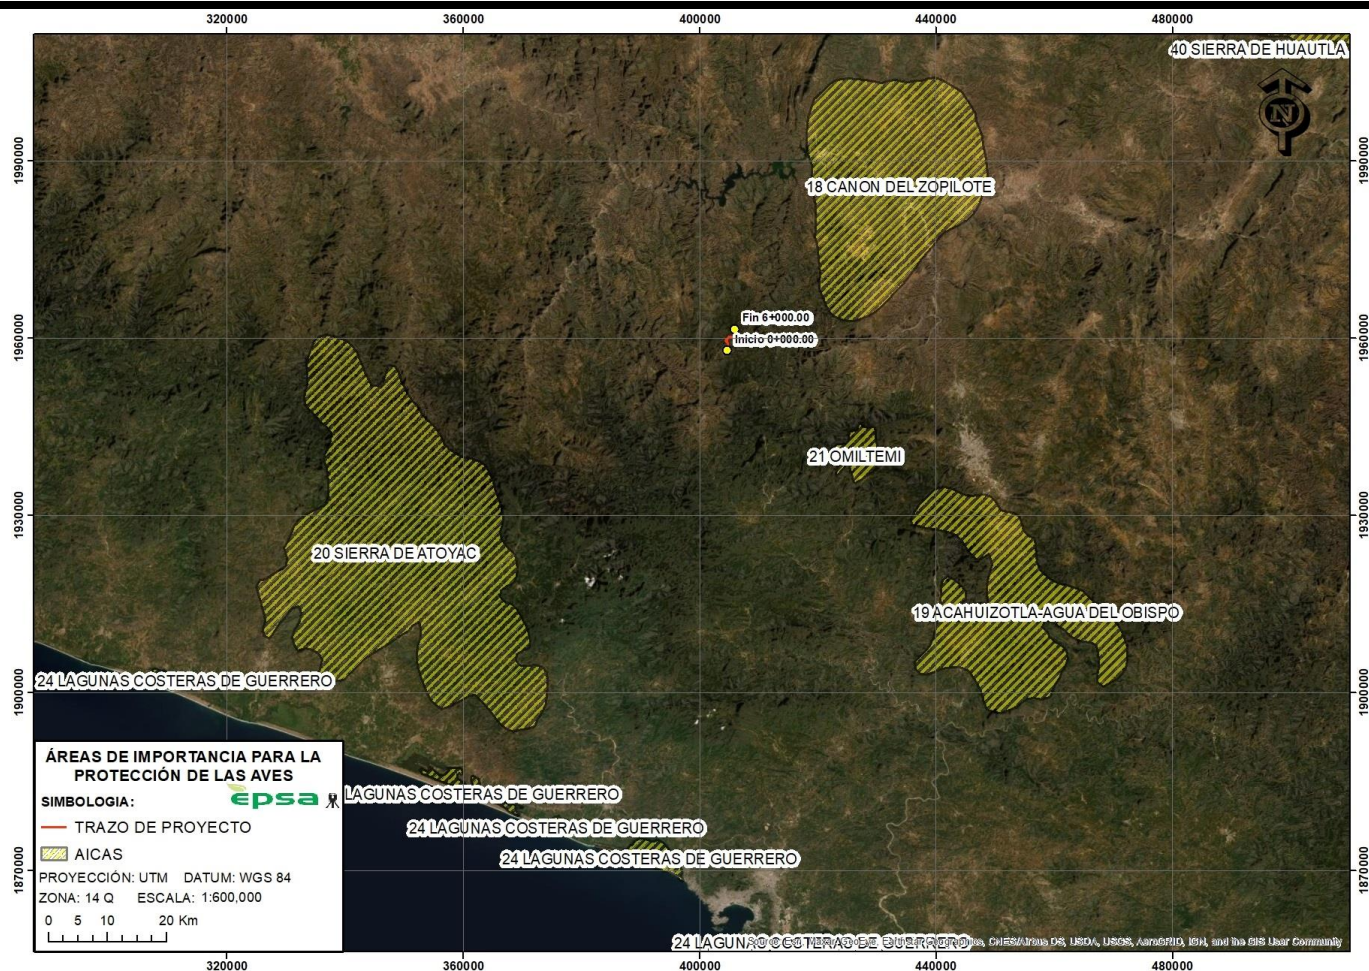 320000
360000
400000
440000
480000
40 SIERRA DE HUAUTLA
N
1990000
1990000
18 CANON DEL ZOPILOTE
Fin 6+000.00
Inicio 0+000.00
1960000
1960000
21 OMILTEMI
1930000
1930000
20 SIERRA DE ATOYAC
19 ACAHUIZOTLA-AGUA DEL OBISPO
24 LAGUNAS COSTERAS DE GUERRERO
1900000
1900000
LAGUNAS COSTERAS DE GUERRERO
24 LAGUNAS COSTERAS DE GUERRERO
24 LAGUNAS COSTERAS DE GUERRERO
1870000
1870000
24 LAGUNAS COSTERAS DE GUERRERO
CNES/Airbus DS, USDA, USGS, AeroGRID, IGN, and the GIS User Community
ÁREAS DE IMPORTANCIA PARA LA
PROTECCIÓN DE LAS AVES
SIMBOLOGIA:
epsa
TRAZO DE PROYECTO
AICAS
PROYECCIÓN: UTM DATUM: WGS 84
ZONA: 14 Q ESCALA: 1:600,000
0 5 10 20 Km
320000
360000
400000
440000
480000